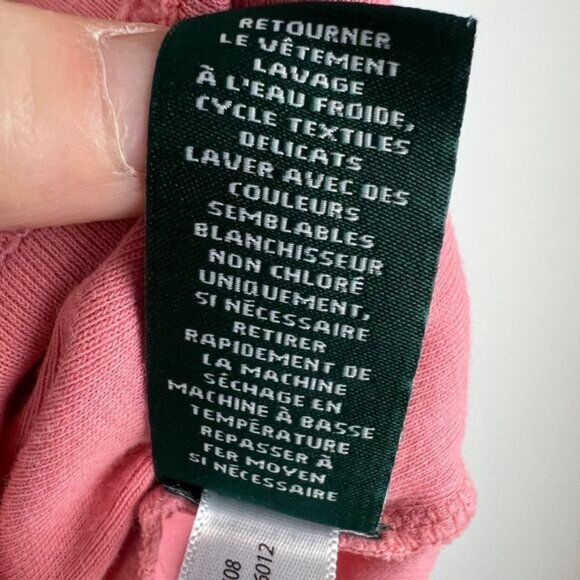 RETOURNER
LE VÊTEMENT
LAVAGE
À L'EAU FROIDE,
CYCLE TEXTILES
DELICATS
LAVER AVEC DES
COULEURS
SEMBLABLES
BLANCHISSEUR
NON CHLORÉ
UNIQUEMENT,
SI NÉCESSAIRE
RETIRER
RAPIDEMENT DE
LA MACHINE
SÉCHAGE EN
MACHINE À BASSE
TEMPÉRATURE
REPASSER À
FER MOYEN
SI NÉCESSAIRE